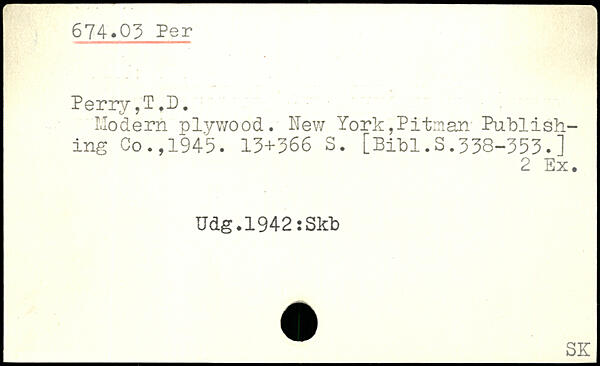 674.03 Per
Perry,T.D.
Modern plywood. New York,Pitman Publish-
ing Co.,1945. 13+366 S. [Bibl.S.338-353.]
2 Ex.
Udg.1942:Skb
SK